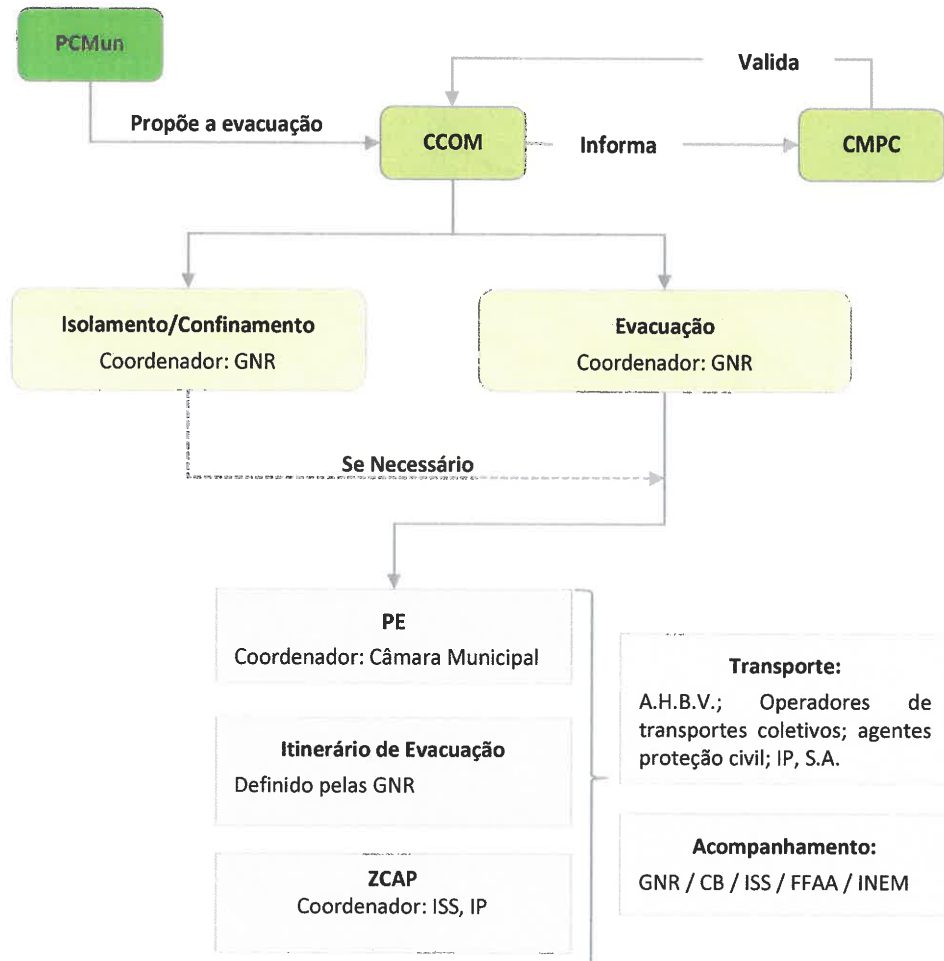 PCMun
Valida
Propõe a evacuação
CCOM
Informa
CMPC
Isolamento/Confinamento
Coordenador: GNR
Evacuação
Coordenador: GNR
Se Necessário
PE
Coordenador: Câmara Municipal
Itinerário de Evacuação
Definido pelas GNR
ZCAP
Coordenador: ISS, IP
Transporte:
A.H.B.V.; Operadores de
transportes coletivos; agentes
proteção civil; IP, S.A.
Acompanhamento:
GNR / CB / ISS / FFAA / INEM